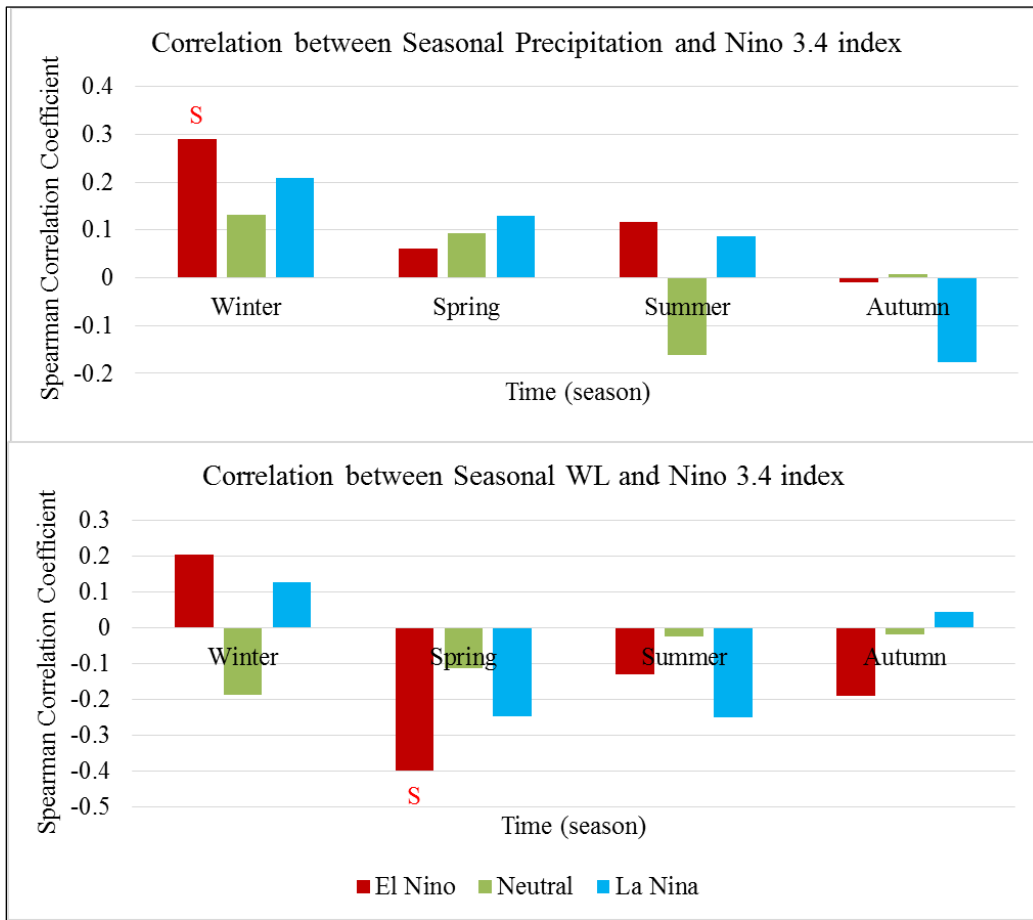 Correlation between Seasonal Precipitation and Nino 3.4 index
Spearman Correlation Coefficient
0.4
0.3
0.2
0.1
0
-0.1
-0.2
S
Winter Spring Summer Autumn
Time (season)
Correlation between Seasonal WL and Nino 3.4 index
Spearman Correlation Coefficient
0.3
0.2
0.1
0
-0.1
-0.2
-0.3
-0.4
-0.5
Winter Spring Summer Autumn
S
Time (season)
El Nino Neutral La Nina